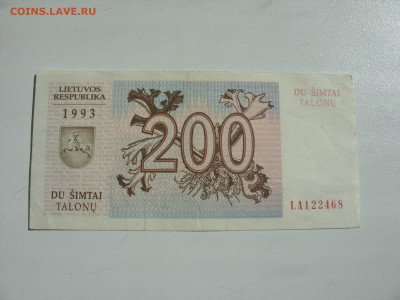 COINS.LAVE.RU
LIETUVOS
RESPUBLIKA
1993
DU ŠIMTAI
TALONŲ
200
DU ŠIMTAI
TALONŲ
LA122468